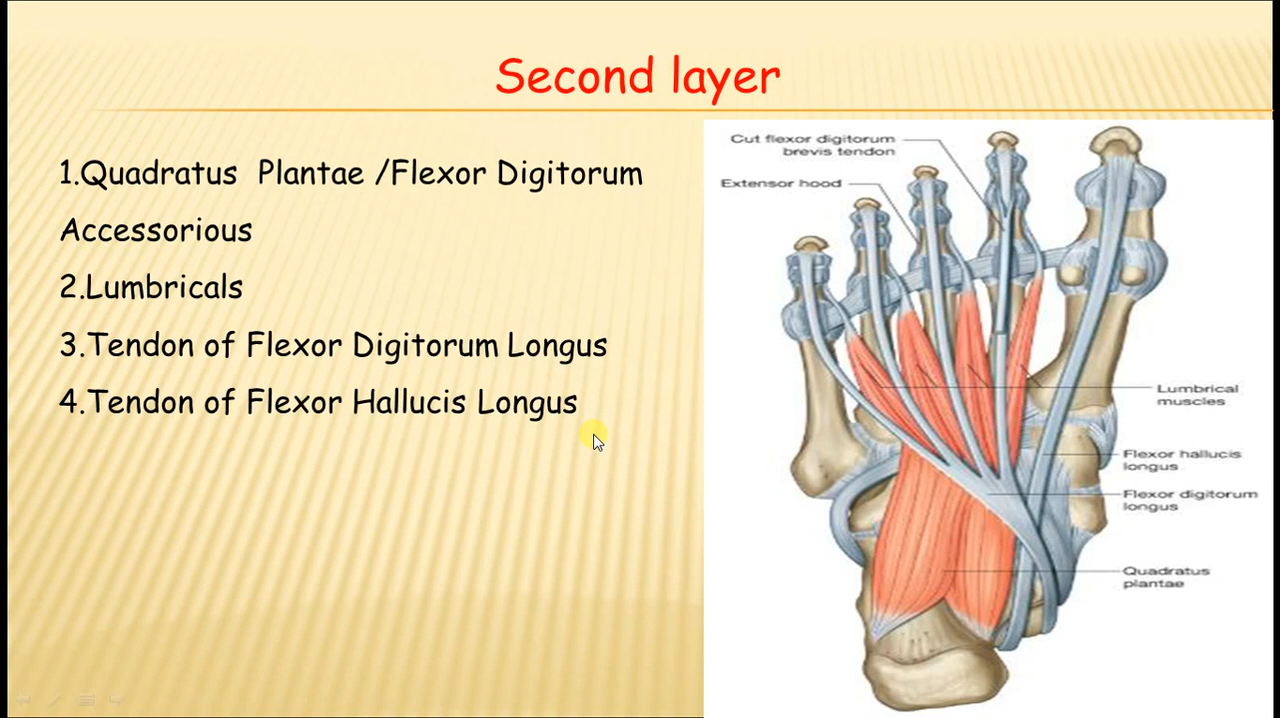 Second layer
1.Quadratus Plantae /Flexor Digitorum
Accessorious
2.Lumbricals
3.Tendon of Flexor Digitorum Longus
4.Tendon of Flexor Hallucis Longus
Cut flexor digitorum
brevis tendon
Extensor hood
Lumbrical
muscles
Flexor hallucis
longus
Flexor digitorum
longus
Quadratus
plantae